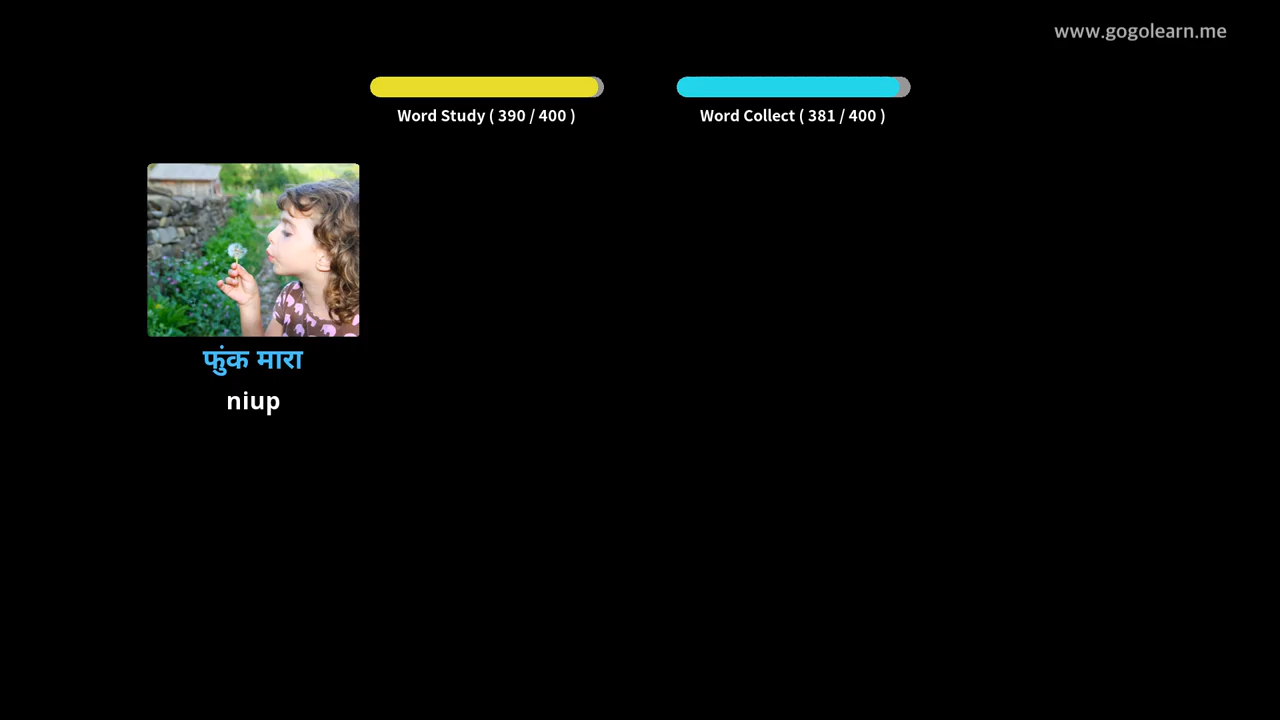 www.gogolearn.me
Word Study ( 390 / 400 )
Word Collect ( 381 / 400 )
फुंक मारा
niup